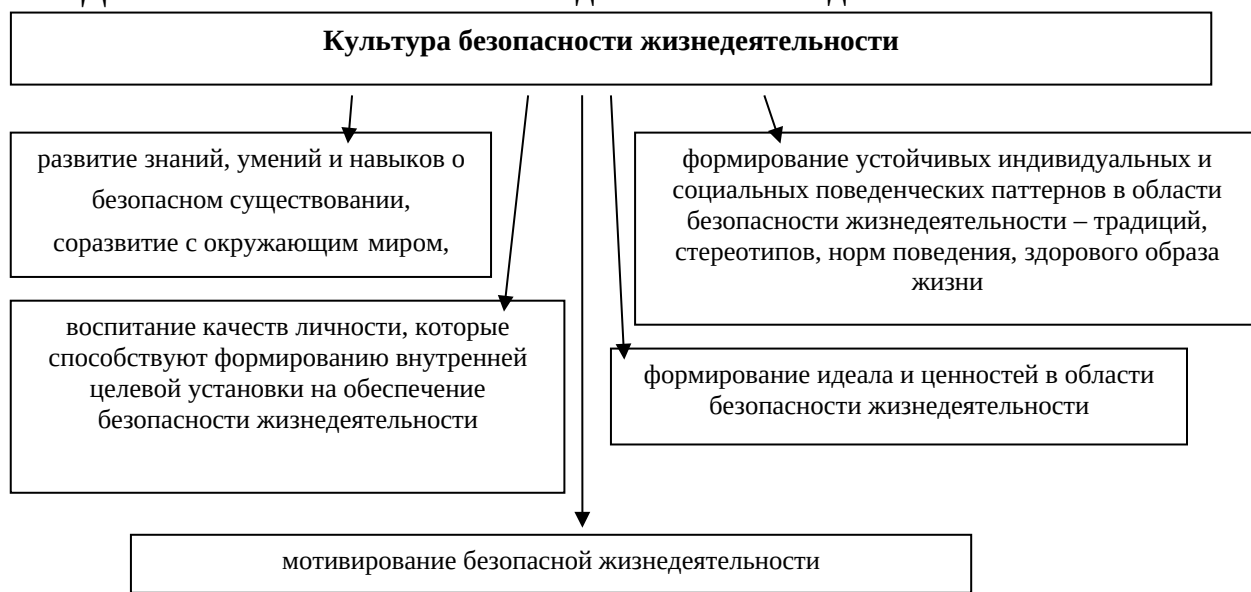 Культура безопасности жизнедеятельности
развитие знаний, умений и навыков о
безопасном существовании,
соразвитие с окружающим миром,
формирование устойчивых индивидуальных и
социальных поведенческих паттернов в области
безопасности жизнедеятельности – традиций,
стереотипов, норм поведения, здорового образа
жизни
воспитание качеств личности, которые
способствуют формированию внутренней
целевой установки на обеспечение
безопасности жизнедеятельности
формирование идеала и ценностей в области
безопасности жизнедеятельности
мотивирование безопасной жизнедеятельности